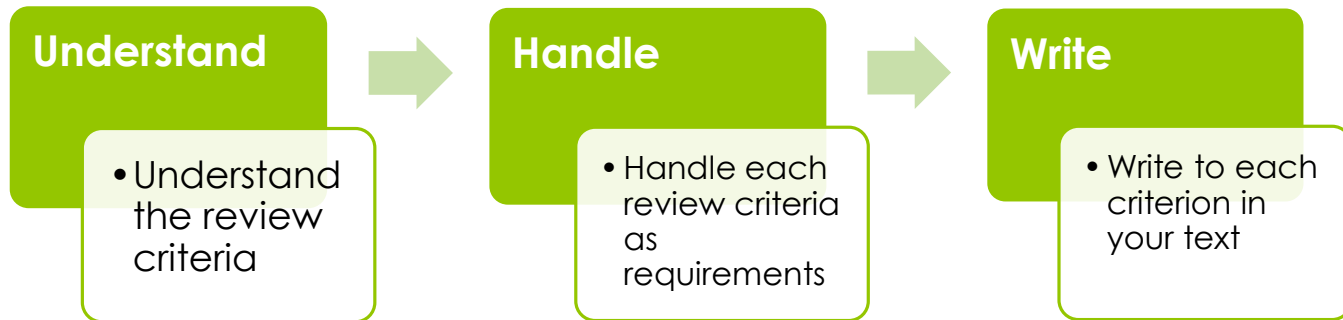 Understand
• Understand
the review
criteria
Handle
• Handle each
review criteria
as
requirements
Write
• Write to each
criterion in
your text